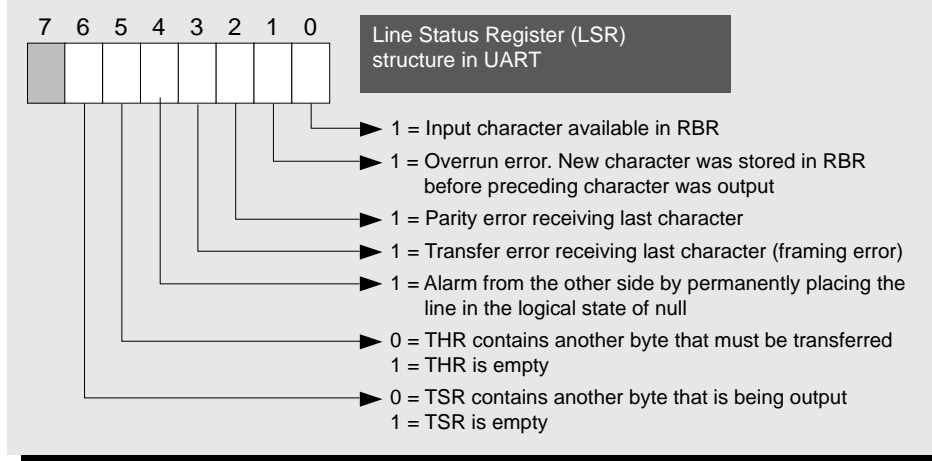 7 6 5 4 3 2 1 0
Line Status Register (LSR)
structure in UART
1 = Input character available in RBR
1 = Overrun error. New character was stored in RBR
before preceding character was output
1 = Parity error receiving last character
1 = Transfer error receiving last character (framing error)
1 = Alarm from the other side by permanently placing the
line in the logical state of null
0 = THR contains another byte that must be transferred
1 = THR is empty
0 = TSR contains another byte that is being output
1 = TSR is empty